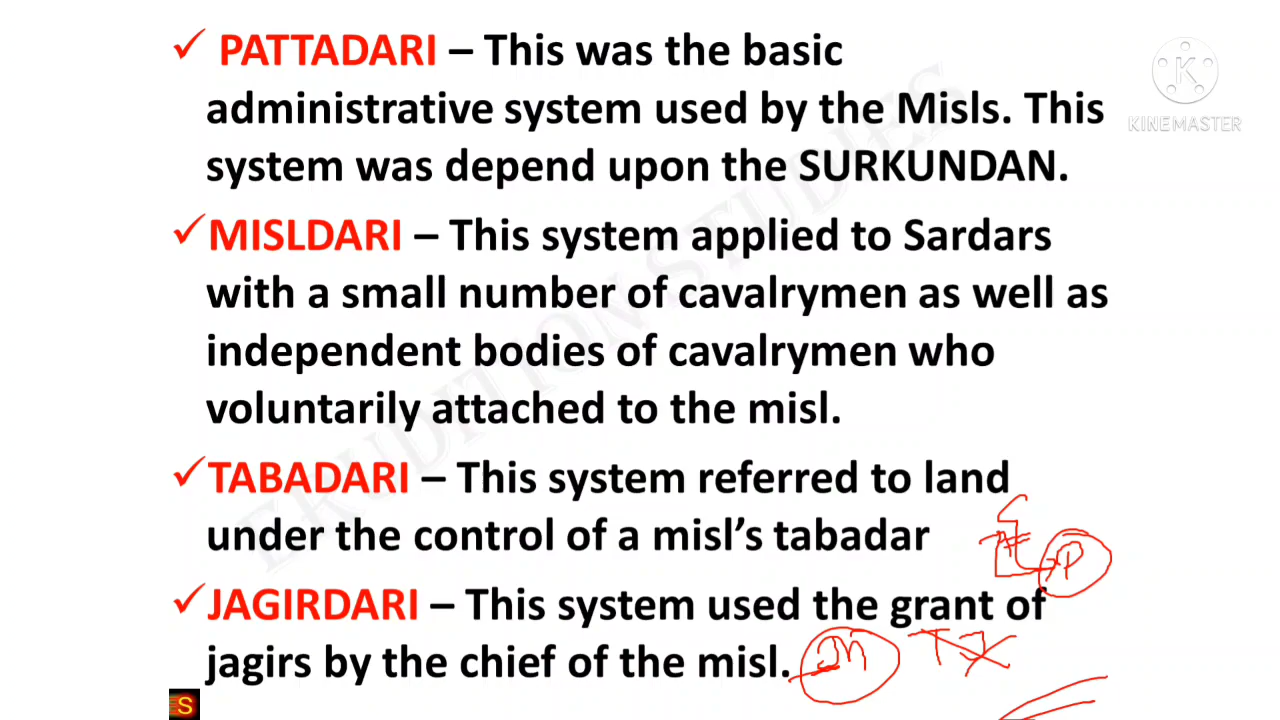 ✓ PATTADARI – This was the basic
administrative system used by the Misls. This
system was depend upon the SURKUNDAN.
✓MISLDARI – This system applied to Sardars
with a small number of cavalrymen as well as
independent bodies of cavalrymen who
voluntarily attached to the misl.
✓TABADARI – This system referred to land
under the control of a misl’s tabadar
✓JAGIRDARI – This system used the grant of
jagirs by the chief of the misl.
K
KINEMASTER
ERUDITION STUDIES
P
M T J
S